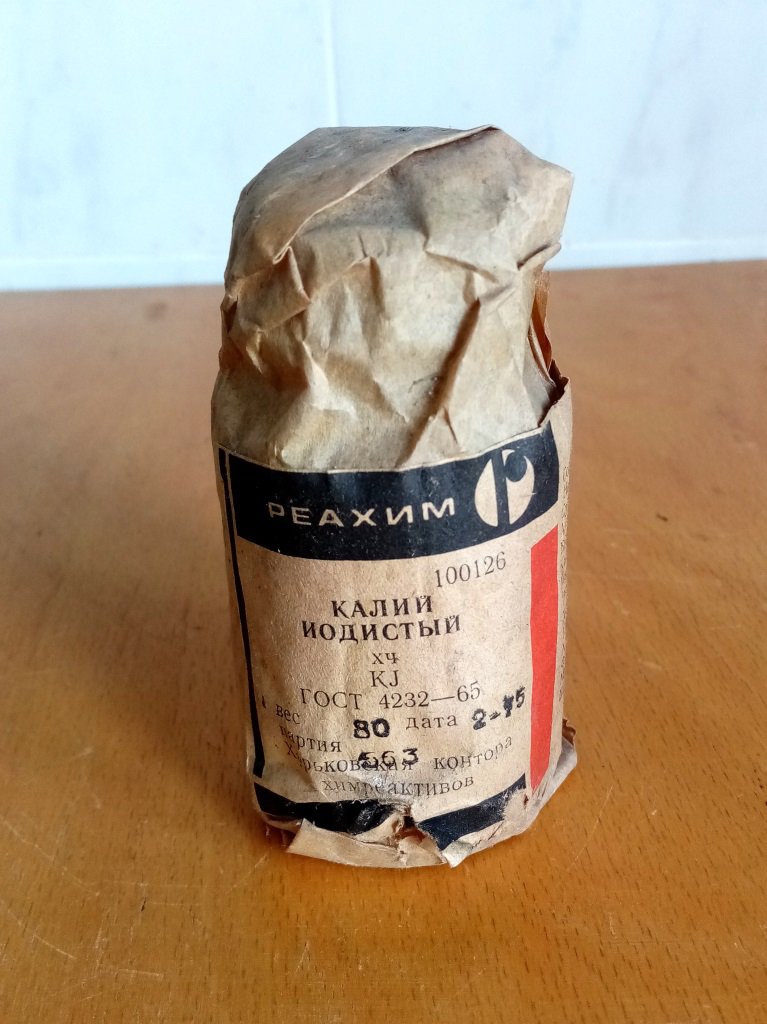 РЕАХИМ
100126
КАЛИЙ
ИОДИСТЫЙ
хч
KJ
ГОСТ 4232—65
вес 80 дата 2-75
партия 563
Харьковская контора
химреактивов